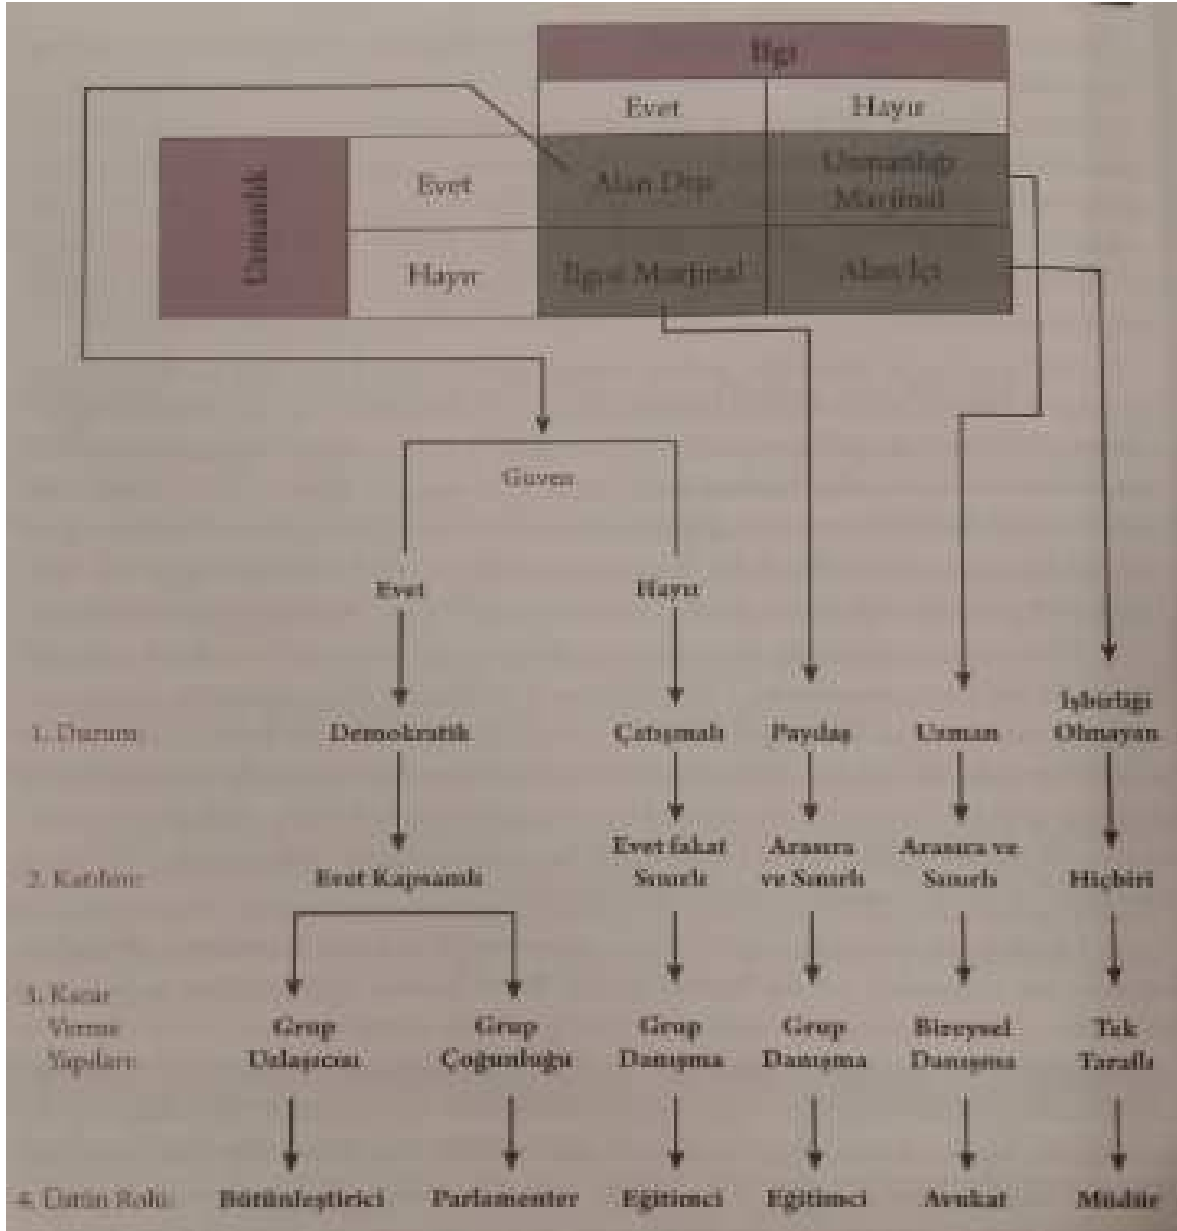 İlgi
Evet
Hayır
Uzmanlık
Evet
Alan Dışı
Uzmanlığı
Marjinal
Hayır
İlgisi Marjinal
Alan İçi
Güven
Evet
Hayır
1. Durum:
Demokratik
Çatışmalı
Paydaş
Uzman
İşbirliği
Olmayan
2. Katılım:
Evet Kapsamlı
Evet fakat
Sınırlı
Arasıra
ve Sınırlı
Arasıra ve
Sınırlı
Hiçbiri
3. Karar
Verme
Yapıları:
Grup
Uzlaşıcısı
Grup
Çoğunluğu
Grup
Danışma
Grup
Danışma
Bireysel
Danışma
Tek
Taraflı
4. Üstün Rolü:
Bütünleştirici
Parlamenter
Eğitimci
Eğitimci
Avukat
Müdür